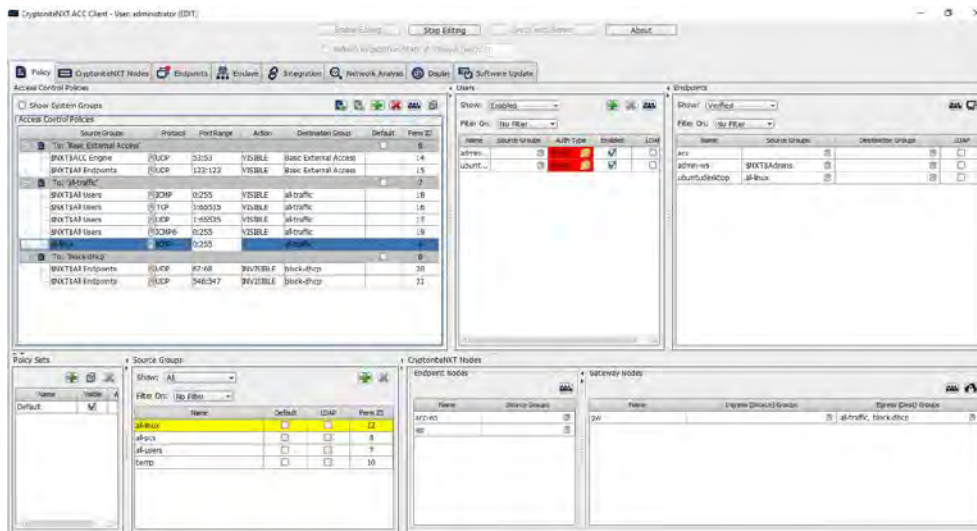 CryptoniteNXT ACC Client - User: administrator (EDIT)
Stop Editing About
Policy CryptoniteNXT Nodes Endpoints Enclave Integration Network Analysis Display Software Update
Access Control Policies
Show System Groups
Access Control Policies
Source Groups Protocol Port Range Action Destination Group Default Perm ID
To: 'Basic External Access' 6
$NXT$ACC Engine UDP 53:53 VISIBLE Basic External Access 14
$NXT$All Endpoints UDP 123:123 VISIBLE Basic External Access 15
To: 'all-traffic' 7
$NXT$All Users ICMP 0:255 VISIBLE all-traffic 18
$NXT$All Users TCP 1:65535 VISIBLE all-traffic 16
$NXT$All Users UDP 1:65535 VISIBLE all-traffic 17
$NXT$All Users ICMP6 0:255 VISIBLE all-traffic 19
all-linux 0:255 all-traffic
To: 'block-dhcp' 8
$NXT$All Endpoints UDP 67:68 INVISIBLE block-dhcp 20
$NXT$All Endpoints UDP 546:547 INVISIBLE block-dhcp 21
Users
Show: Enabled
Filter On: No Filter
Name Source Groups Auth Type Enabled LDAP
admin...
ubunt...
Endpoints
Show: Verified
Filter On: No Filter
Name Source Groups Destination Groups LDAP
acc
admin-ws $NXT$Admins
ubuntudesktop all-linux
Policy Sets
Name Visible A
Default
Source Groups
Show: All
Filter On: No Filter
Name Default LDAP Perm ID
all-linux 12
all-pcs 8
all-users 7
temp 10
CryptoniteNXT Nodes
Endpoint Nodes
Name Source Groups
acc-en
en
Gateway Nodes
Name Ingress (Source) Groups Egress (Dest) Groups
gw all-traffic, block-dhcp